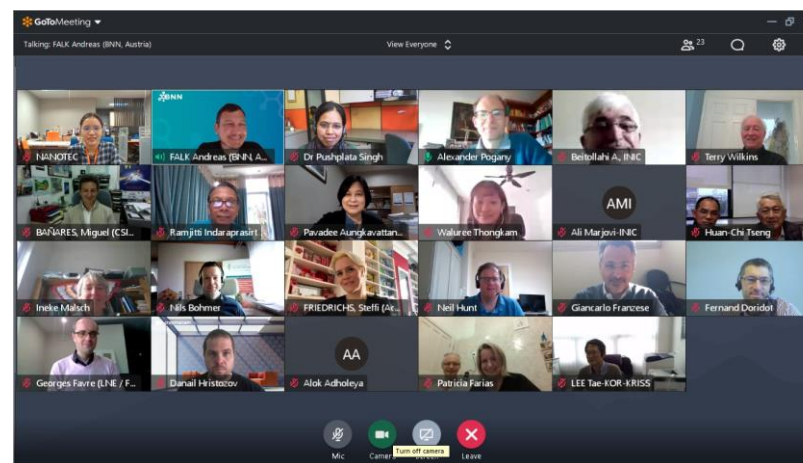 GoToMeeting
Talking: FALK Andreas (BNN, Austria)
View Everyone
23
BNN
NANOTEC
FALK Andreas (BNN, A...
Dr Pushplata Singh
Alexander Pogany
Beitollahi A., INIC
Terry Wilkins
BAÑARES, Miguel (CSI...
Ramjitti Indaraprasirt
Pavadee Aungkavattan...
Waluree Thongkam
AMI
Ali Marjovi-INIC
Huan-Chi Tseng
Ineke Malsch
Nils Bohmer
FRIEDRICHS, Steffi (Ac...
Neil Hunt
Giancarlo Franzese
Fernand Doridot
Georges Favre (LNE / F...
Danail Hristozov
AA
Alok Adholeya
Patricia Farias
LEE Tae-KOR-KRISS
Mic
Camera
Turn off camera
Leave